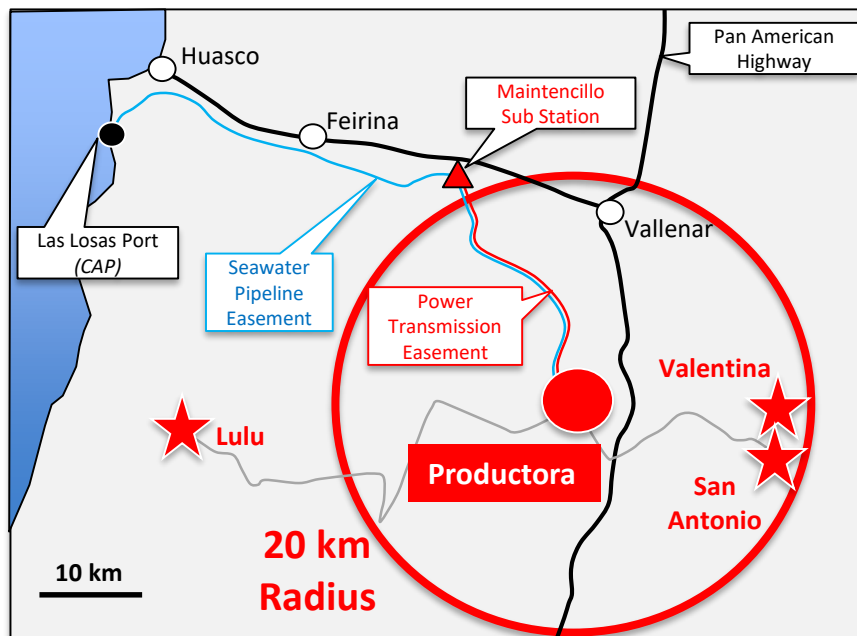 Pan American
Highway
Huasco
Maintencillo
Sub Station
Feirina
Vallenar
Las Losas Port
(CAP)
Seawater
Pipeline
Easement
Power
Transmission
Easement
Valentina
Lulu
Productora
San
Antonio
20 km
Radius
10 km